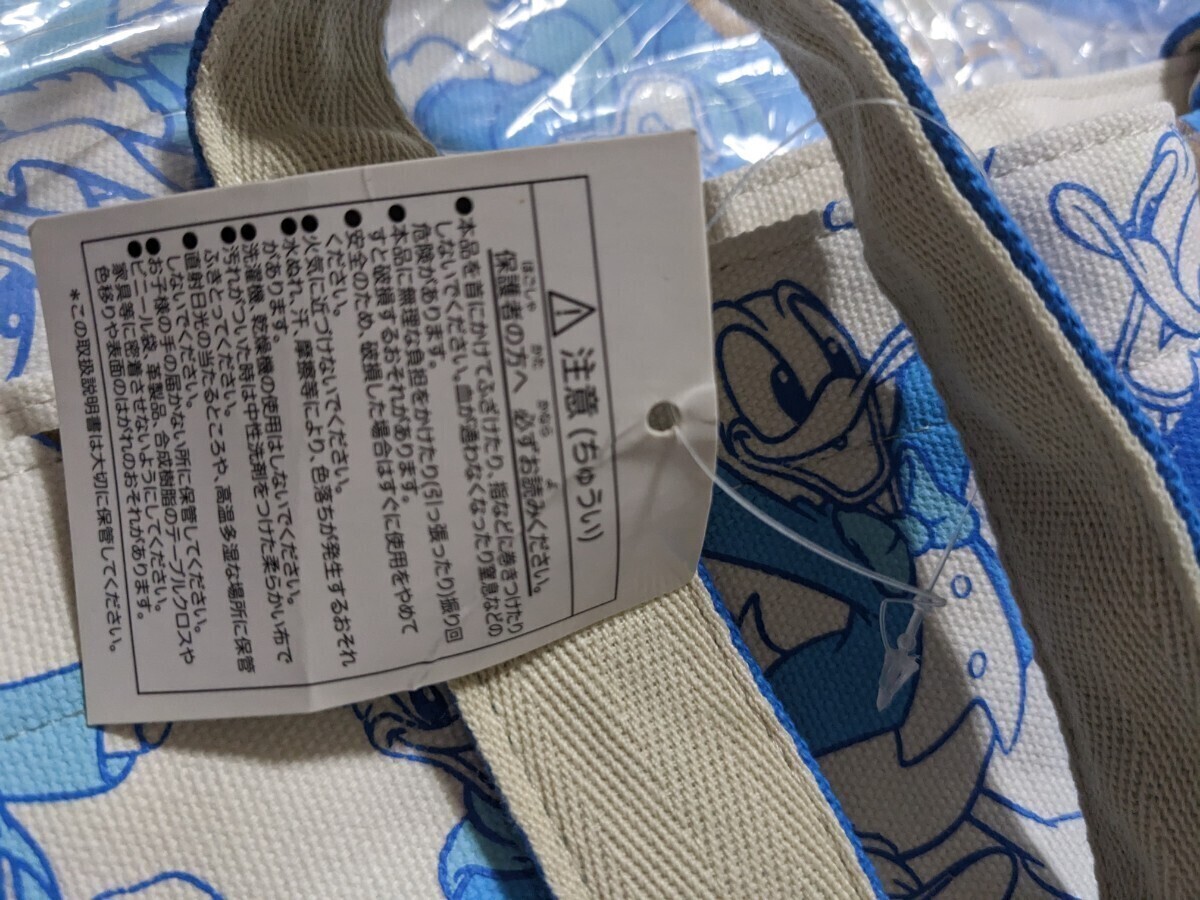 注意(ちゅうい)
ほごしゃ かた かなら よ
保護者の方へ 必ずお読みください。
●本品を首にかけてふざけたり、指などに巻きつけたり
しないでください。血が通わなくなったり窒息などの
危険があります。
●本品に無理な負担をかけたり(引っ張ったり)振り回
すと破損するおそれがあります。
●安全のため、破損した場合はすぐに使用をやめて
ください。
●火気に近づけないでください。
●水ぬれ、汗、摩擦等により、色落ちが発生するおそれ
があります。
●洗濯機、乾燥機の使用はしないでください。
●汚れがついた時は中性洗剤をつけた柔らかい布で
ふきとってください。
●直射日光の当たるところや、高温多湿な場所に保管
しないでください。
●お子様の手の届かない所に保管してください。
●ビニール袋、革製品、合成樹脂のテーブルクロスや
家具等に密着させないようにしてください。
色移りや表面のはがれのおそれがあります。
*この取扱説明書は大切に保管してください。